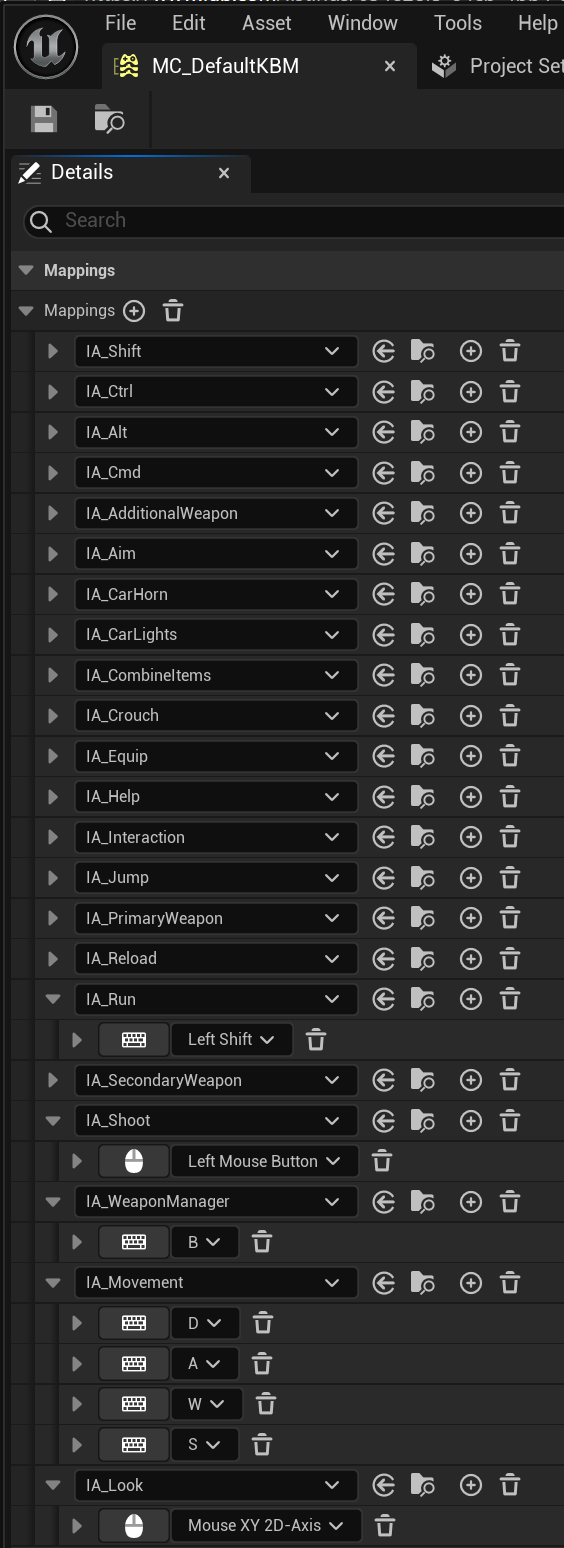 File Edit Asset Window Tools Help
MC_DefaultKBM Project Set
Details
Search
Mappings
Mappings
IA_Shift
IA_Ctrl
IA_Alt
IA_Cmd
IA_AdditionalWeapon
IA_Aim
IA_CarHorn
IA_CarLights
IA_CombineItems
IA_Crouch
IA_Equip
IA_Help
IA_Interaction
IA_Jump
IA_PrimaryWeapon
IA_Reload
IA_Run
Left Shift
IA_SecondaryWeapon
IA_Shoot
Left Mouse Button
IA_WeaponManager
B
IA_Movement
D
A
W
S
IA_Look
Mouse XY 2D-Axis